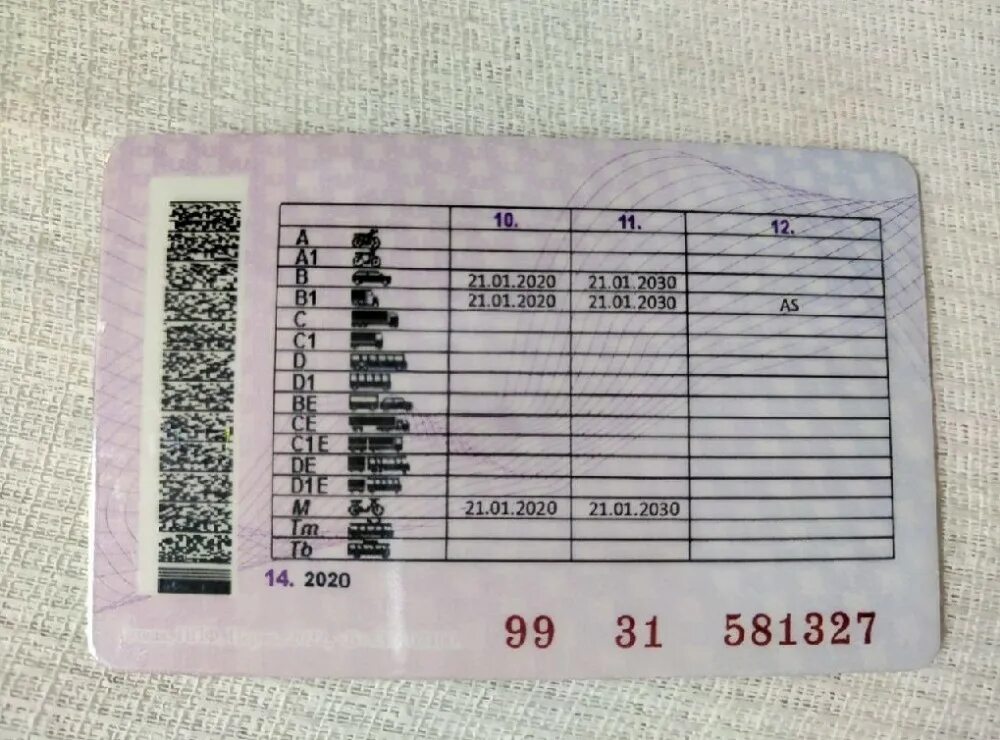 10. 11. 12.
A
A1
B 21.01.2020 21.01.2030
B1 21.01.2020 21.01.2030 AS
C
C1
D
D1
BE
CE
C1E
DE
D1E
M 21.01.2020 21.01.2030
Tm
Tb
14. 2020
99 31 581327